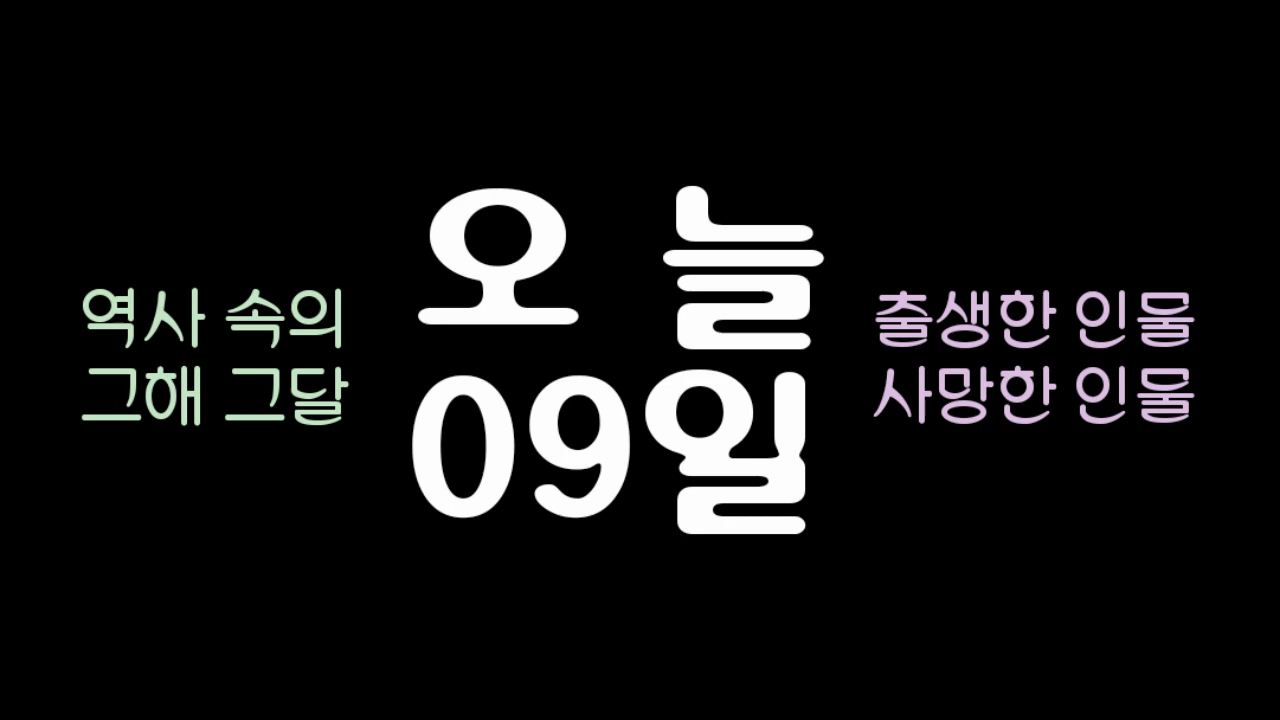 역사 속의
그해 그달
오 늘
09일
출생한 인물
사망한 인물